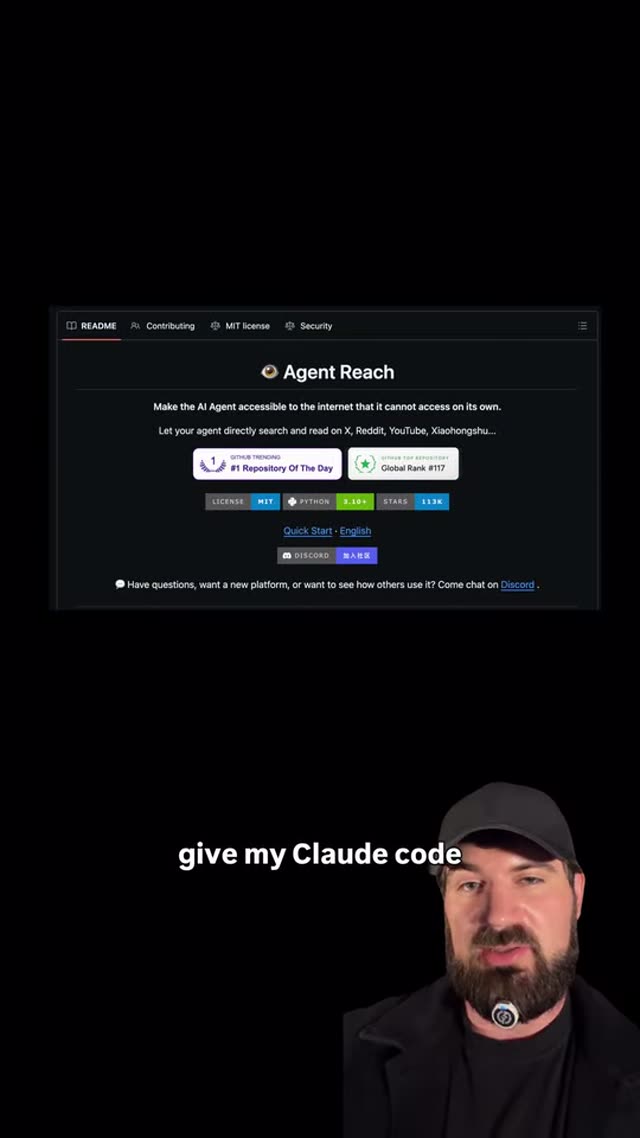 README Contributing MIT license Security
Agent Reach
Make the AI Agent accessible to the internet that it cannot access on its own.
Let your agent directly search and read on X, Reddit, YouTube, Xiaohongshu...
1 GITHUB TRENDING
#1 Repository Of The Day
GITHUB TOP REPOSITORY
Global Rank #117
LICENSE MIT PYTHON 3.10+ STARS 113K
Quick Start · English
DISCORD 加入社区
Have questions, want a new platform, or want to see how others use it? Come chat on Discord .
give my Claude code